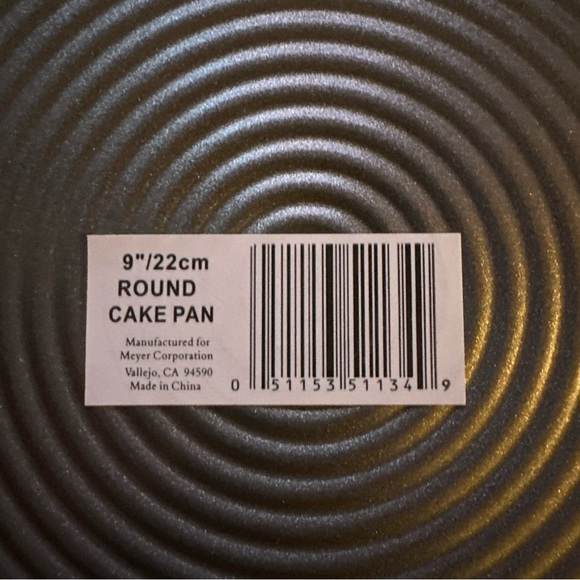 9"/22cm
ROUND
CAKE PAN
Manufactured for
Meyer Corporation
Vallejo, CA 94590
Made in China
0 51153 51134 9